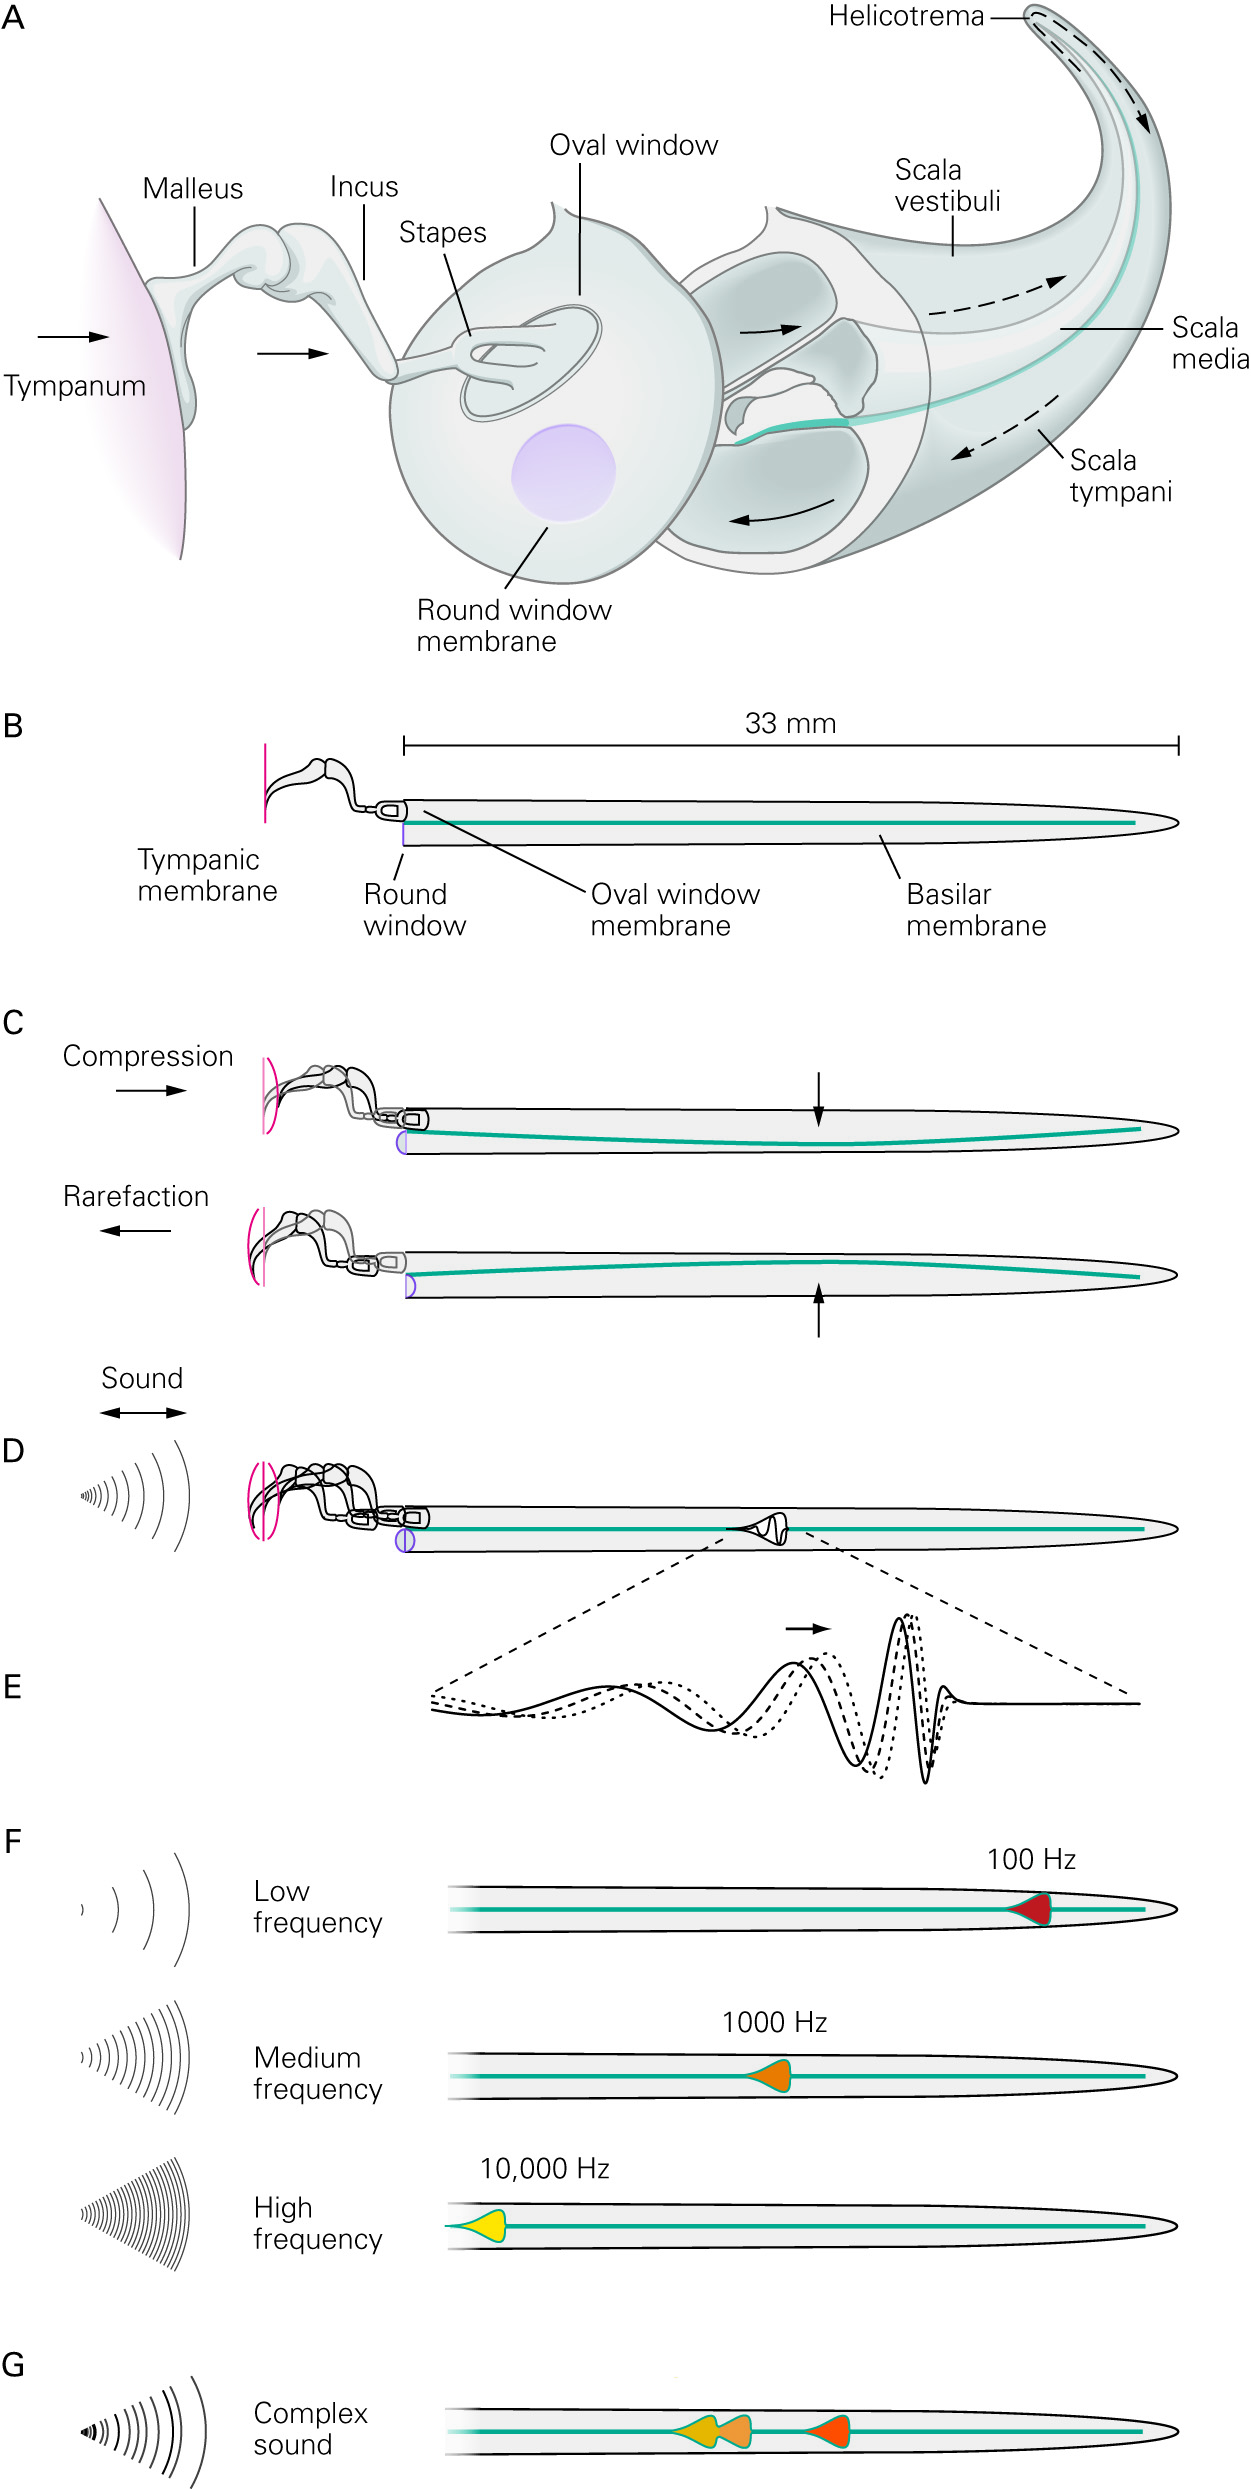 A
Helicotrema
Oval window
Malleus
Incus
Stapes
Scala
vestibuli
Scala
media
Tympanum
Scala
tympani
Round window
membrane
B
33 mm
Tympanic
membrane
Round
window
Oval window
membrane
Basilar
membrane
C
Compression
Rarefaction
Sound
D
E
F
100 Hz
Low
frequency
1000 Hz
Medium
frequency
10,000 Hz
High
frequency
G
Complex
sound